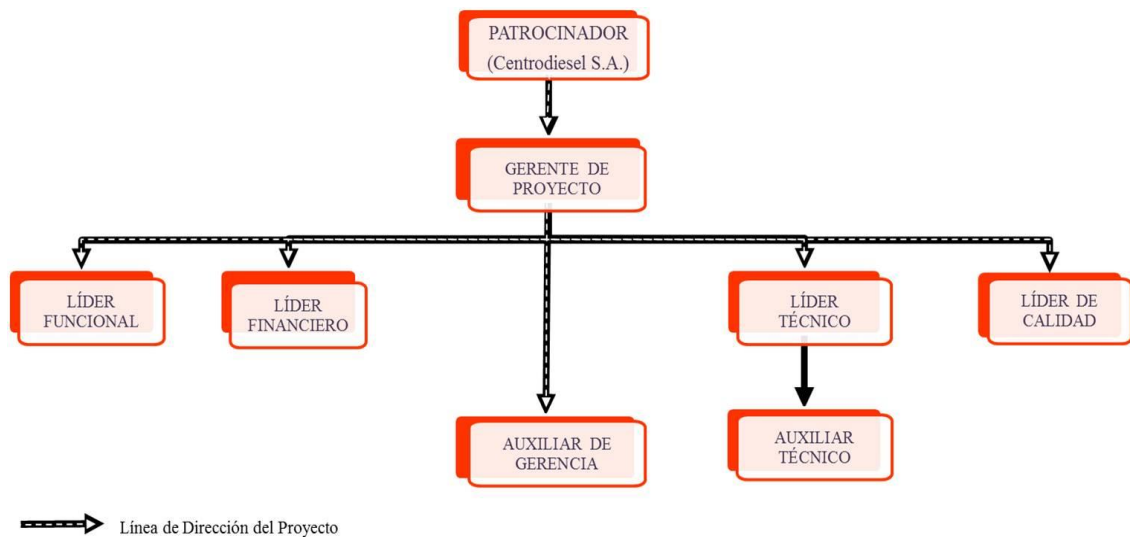 PATROCINADOR
(Centrodiesel S.A.)
GERENTE DE
PROYECTO
LÍDER
FUNCIONAL
LÍDER
FINANCIERO
LÍDER
TÉCNICO
LÍDER DE
CALIDAD
AUXILIAR DE
GERENCIA
AUXILIAR
TÉCNICO
Línea de Dirección del Proyecto